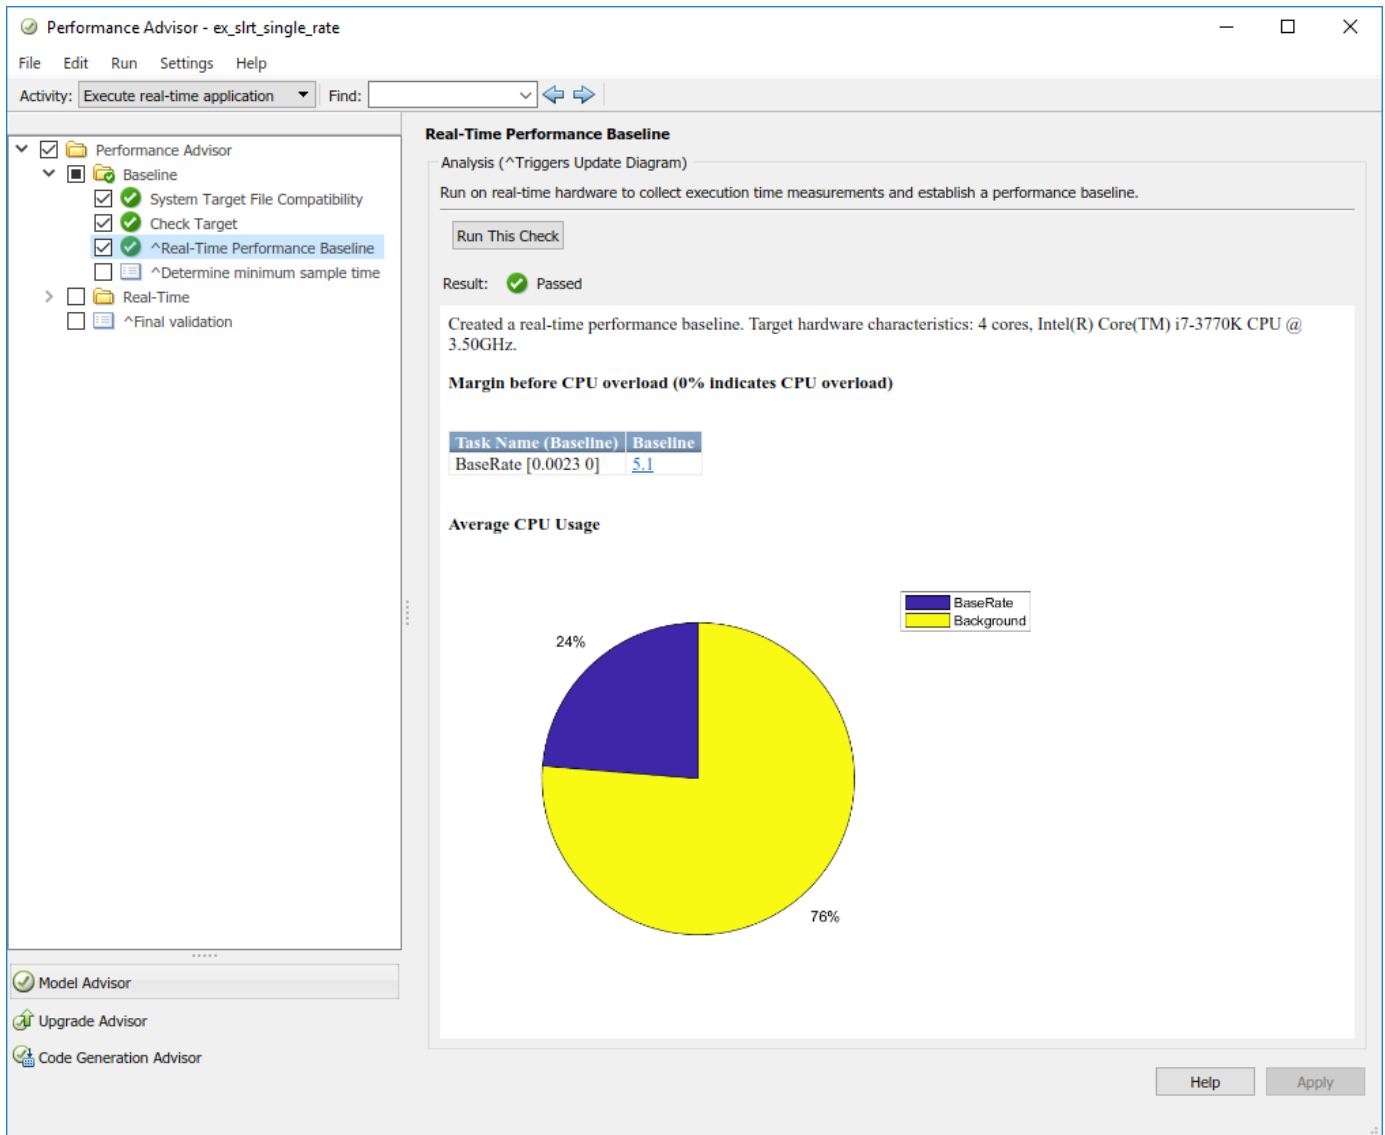 Performance Advisor - ex_slrt_single_rate
File Edit Run Settings Help
Activity: Execute real-time application Find:
Performance Advisor
Baseline
System Target File Compatibility
Check Target
^Real-Time Performance Baseline
^Determine minimum sample time
Real-Time
^Final validation
Model Advisor
Upgrade Advisor
Code Generation Advisor
Real-Time Performance Baseline
Analysis (^Triggers Update Diagram)
Run on real-time hardware to collect execution time measurements and establish a performance baseline.
Run This Check
Result: Passed
Created a real-time performance baseline. Target hardware characteristics: 4 cores, Intel(R) Core(TM) i7-3770K CPU @
3.50GHz.
Margin before CPU overload (0% indicates CPU overload)
Task Name (Baseline) Baseline
BaseRate [0.0023 0] 5.1
Average CPU Usage
BaseRate
Background
24%
76%
Help Apply